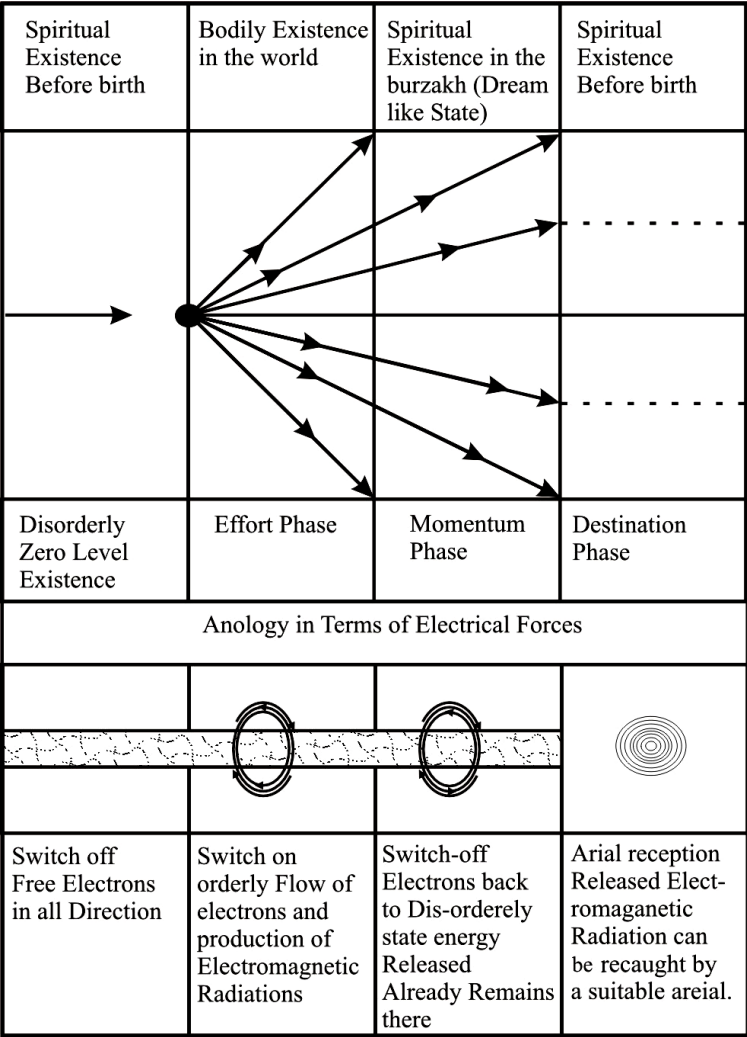 Spiritual
Existence
Before birth
Bodily Existence
in the world
Spiritual
Existence in the
burzakh (Dream
like State)
Spiritual
Existence
Before birth
Disorderly
Zero Level
Existence
Effort Phase
Momentum
Phase
Destination
Phase
Anology in Terms of Electrical Forces
Switch off
Free Electrons
in all Direction
Switch on
orderly Flow of
electrons and
production of
Electromagnetic
Radiations
Switch-off
Electrons back
to Dis-orderely
state energy
Released
Already Remains
there
Arial reception
Released Elect-
romaganetic
Radiation can
be recaught by
a suitable areial.